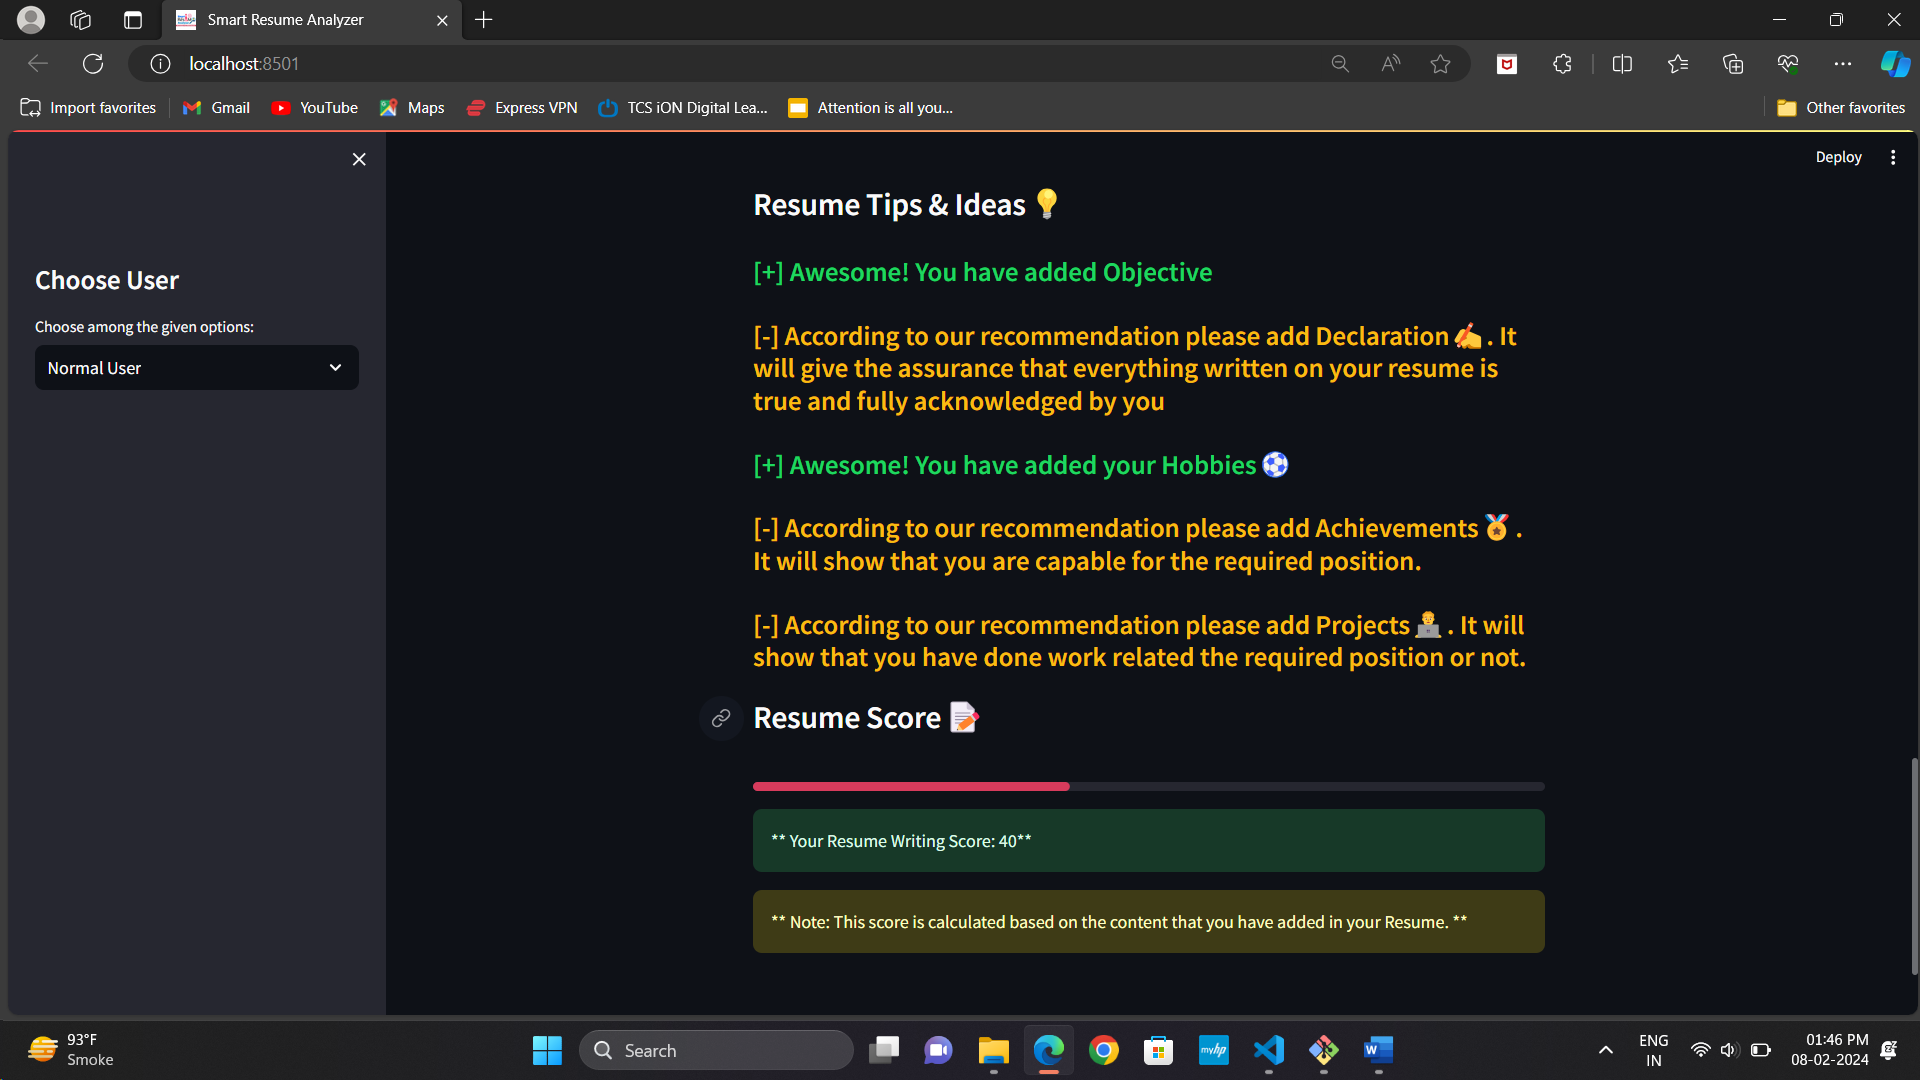 Smart Resume Analyzer
localhost:8501
Import favorites
Gmail
YouTube
Maps
Express VPN
TCS iON Digital Lea...
Attention is all you...
Other favorites
Deploy
Choose User
Choose among the given options:
Normal User
Resume Tips & Ideas 💡
[+] Awesome! You have added Objective
[-] According to our recommendation please add Declaration✍. It
will give the assurance that everything written on your resume is
true and fully acknowledged by you
[+] Awesome! You have added your Hobbies⚽
[-] According to our recommendation please add Achievements🏅 .
It will show that you are capable for the required position.
[-] According to our recommendation please add Projects👨‍💻 . It will
show that you have done work related the required position or not.
Resume Score 📝
** Your Resume Writing Score: 40**
** Note: This score is calculated based on the content that you have added in your Resume. **
93°F
Smoke
Search
myhp
W
ENG
IN
01:46 PM
08-02-2024